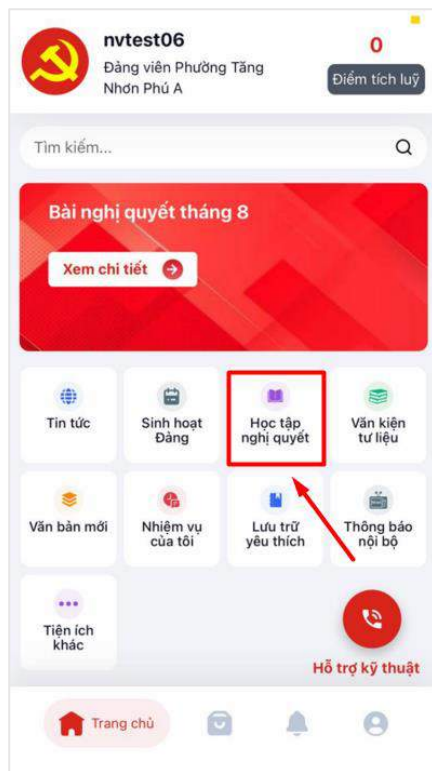 nvtest06
Đảng viên Phường Tăng
Nhơn Phú A
0
Điểm tích luỹ
Tìm kiếm...
Bài nghị quyết tháng 8
Xem chi tiết
Tin tức
Sinh hoạt
Đảng
Học tập
nghị quyết
Văn kiện
tư liệu
Văn bản mới
Nhiệm vụ
của tôi
Lưu trữ
yêu thích
Thông báo
nội bộ
Tiện ích
khác
Hỗ trợ kỹ thuật
Trang chủ